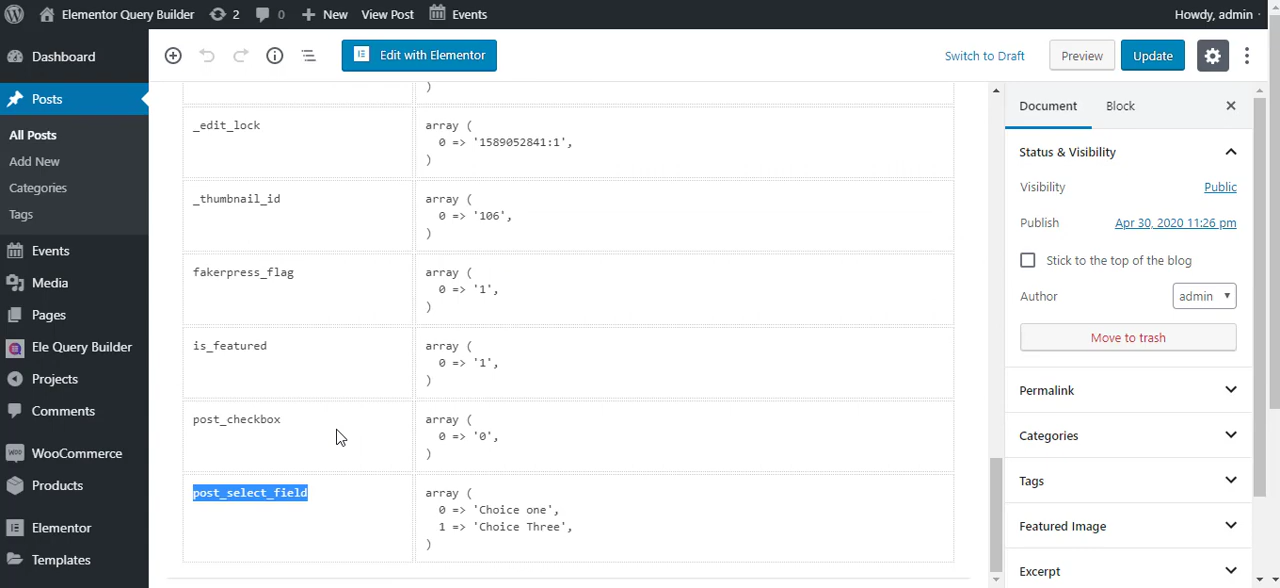 Elementor Query Builder 2 0 New View Post Events Howdy, admin
Dashboard
Posts
All Posts
Add New
Categories
Tags
Events
Media
Pages
Ele Query Builder
Projects
Comments
WooCommerce
Products
Elementor
Templates
Edit with Elementor Switch to Draft Preview Update
)
_edit_lock array (
0 => '1589052841:1',
)
_thumbnail_id array (
0 => '106',
)
fakerpress_flag array (
0 => '1',
)
is_featured array (
0 => '1',
)
post_checkbox array (
0 => '0',
)
post_select_field array (
0 => 'Choice one',
1 => 'Choice Three',
)
Document Block
Status & Visibility
Visibility Public
Publish Apr 30, 2020 11:26 pm
Stick to the top of the blog
Author admin
Move to trash
Permalink
Categories
Tags
Featured Image
Excerpt